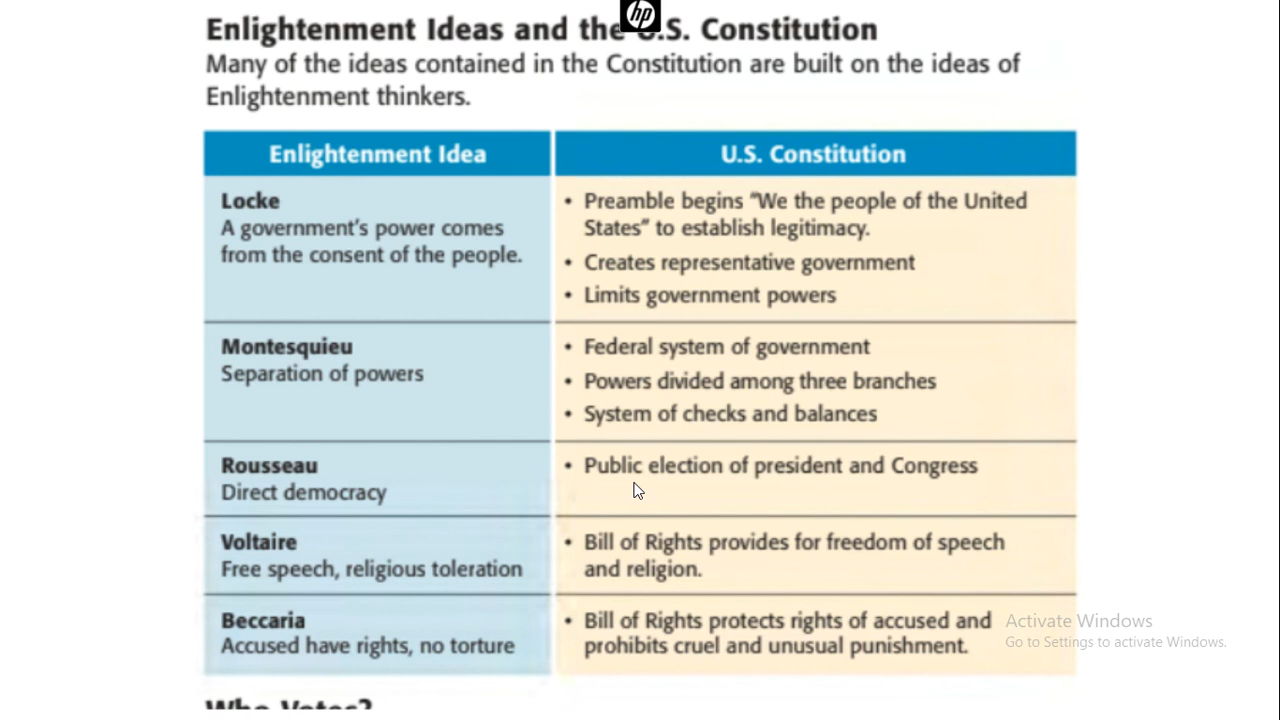 hp
Enlightenment Ideas and the U.S. Constitution
Many of the ideas contained in the Constitution are built on the ideas of
Enlightenment thinkers.
Enlightenment Idea
U.S. Constitution
Locke
A government's power comes
from the consent of the people.
• Preamble begins "We the people of the United
States" to establish legitimacy.
• Creates representative government
• Limits government powers
Montesquieu
Separation of powers
• Federal system of government
• Powers divided among three branches
• System of checks and balances
Rousseau
Direct democracy
• Public election of president and Congress
Voltaire
Free speech, religious toleration
• Bill of Rights provides for freedom of speech
and religion.
Beccaria
Accused have rights, no torture
• Bill of Rights protects rights of accused and
prohibits cruel and unusual punishment.
Activate Windows
Go to Settings to activate Windows.
Who Votes?